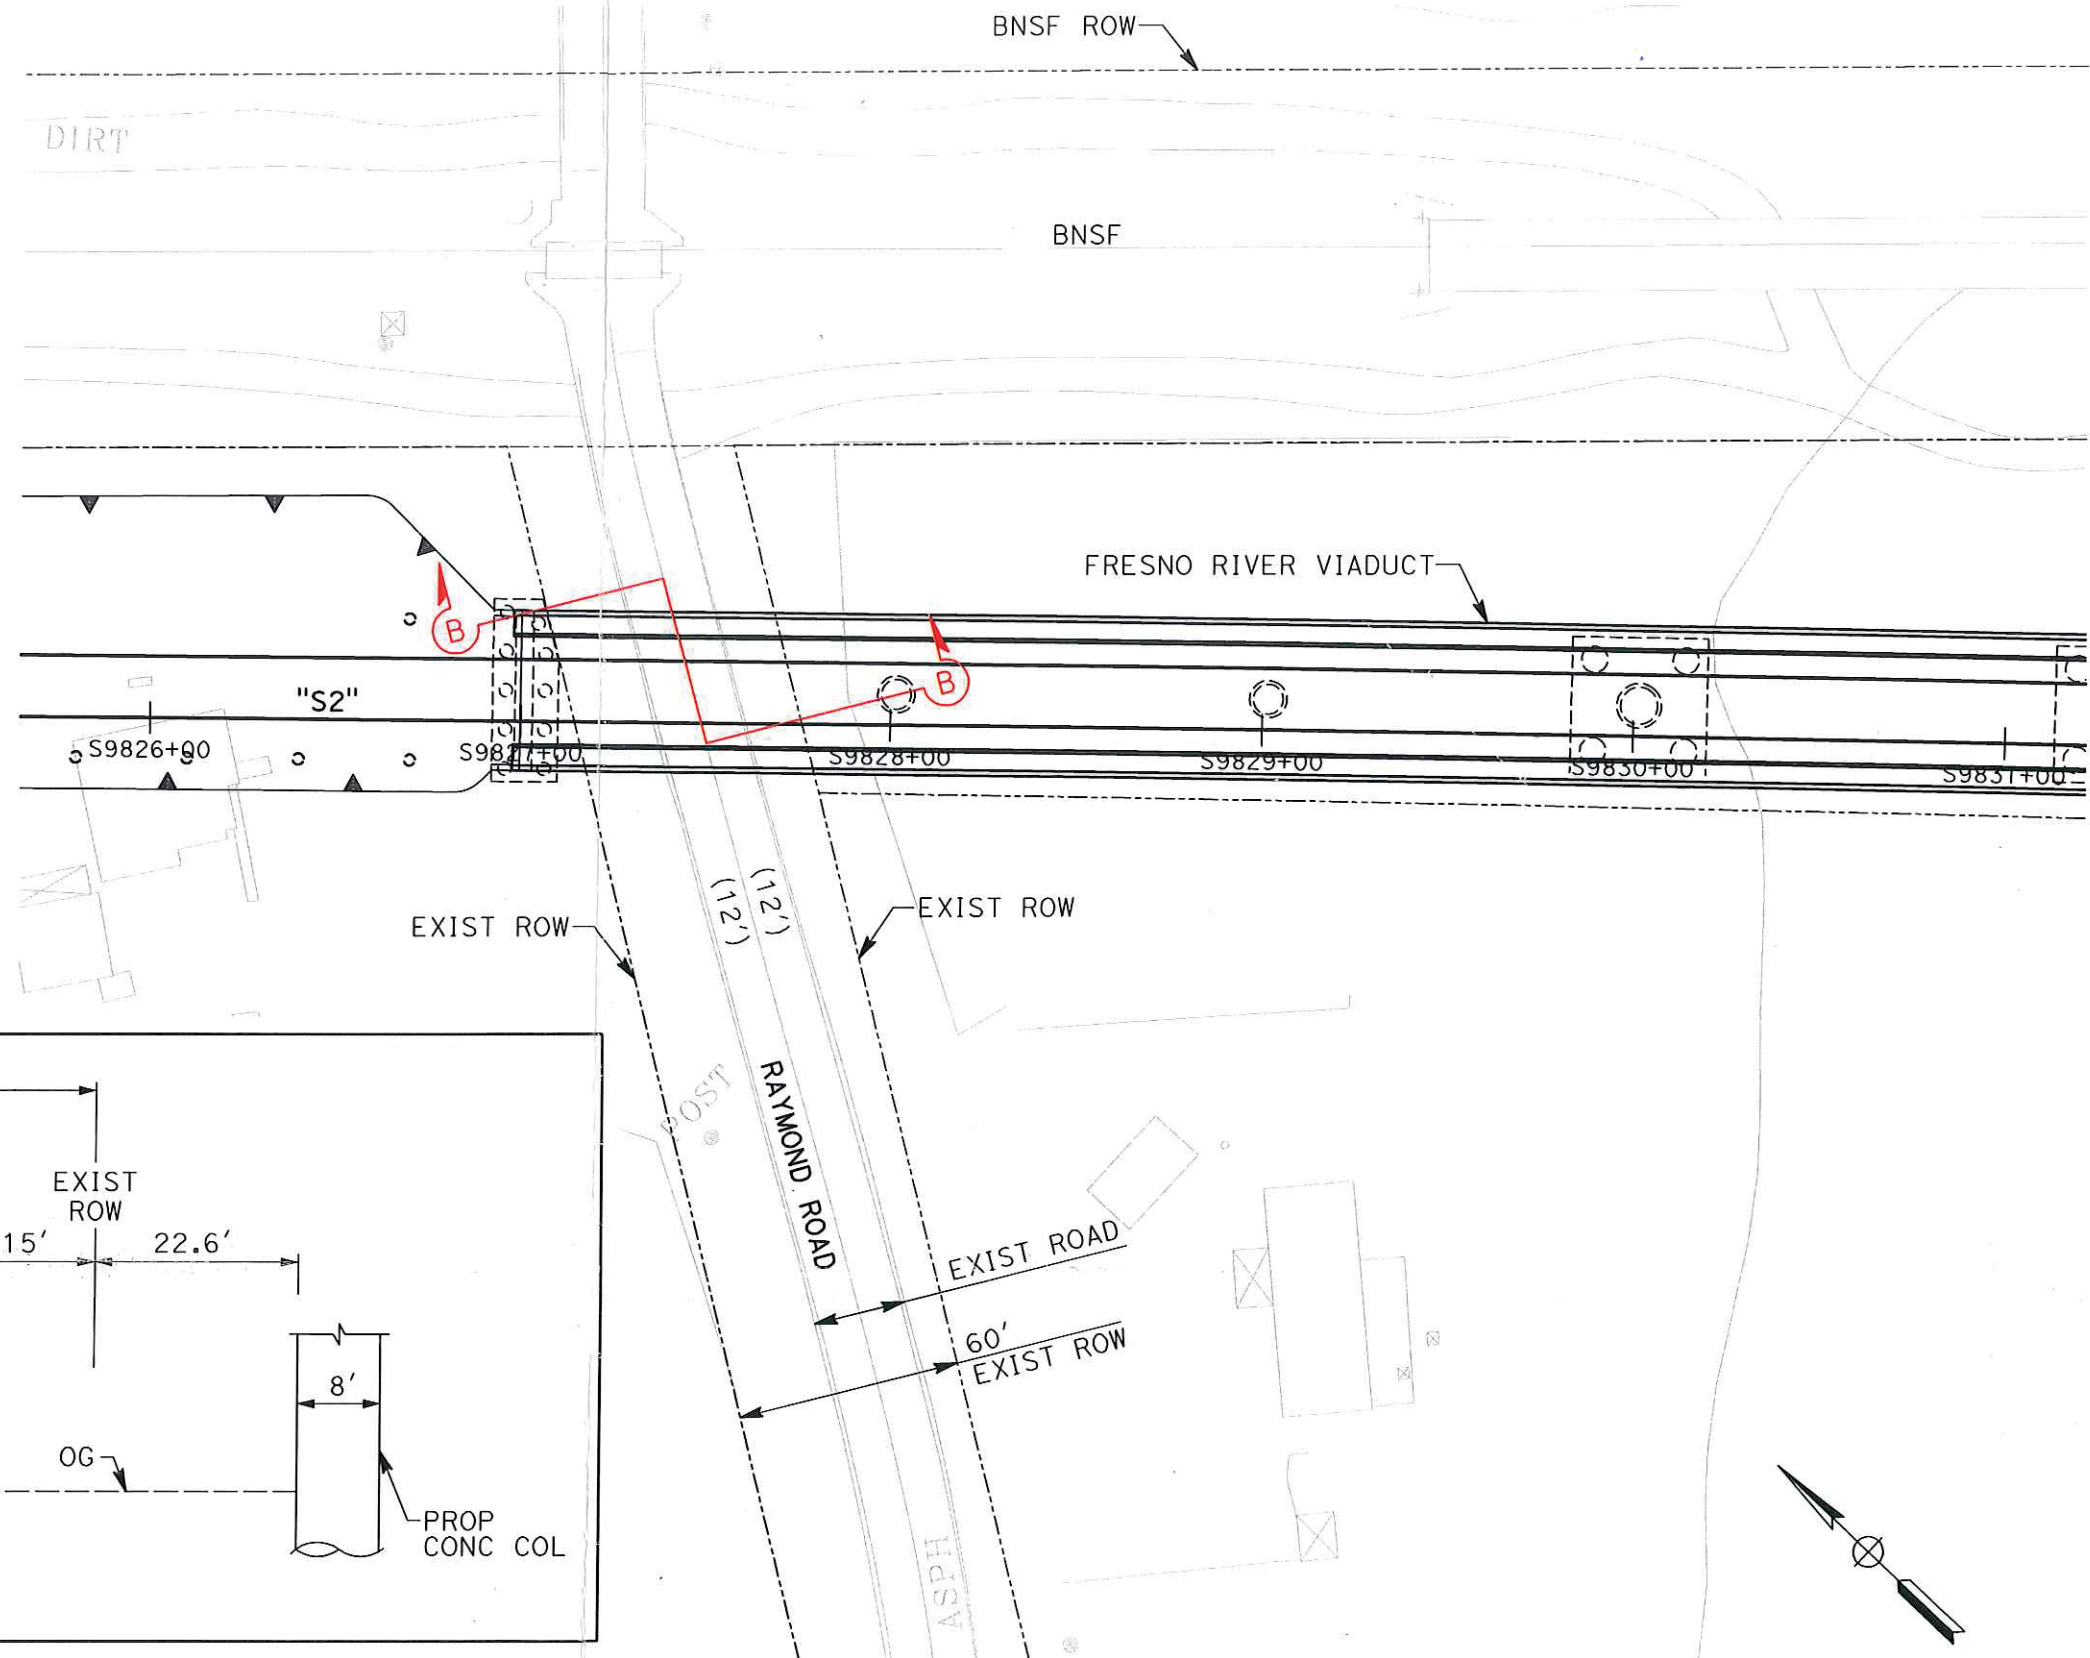 BNSF ROW
DIRT
BNSF
FRESNO RIVER VIADUCT
B
B
"S2"
S9826+00
S9827+00
S9828+00
S9829+00
S9830+00
S9831+00
(12')
(12')
EXIST ROW
EXIST ROW
POST
RAYMOND ROAD
EXIST
ROW
15'
22.6'
EXIST ROAD
60'
EXIST ROW
8'
OG
PROP
CONC COL
ASPH